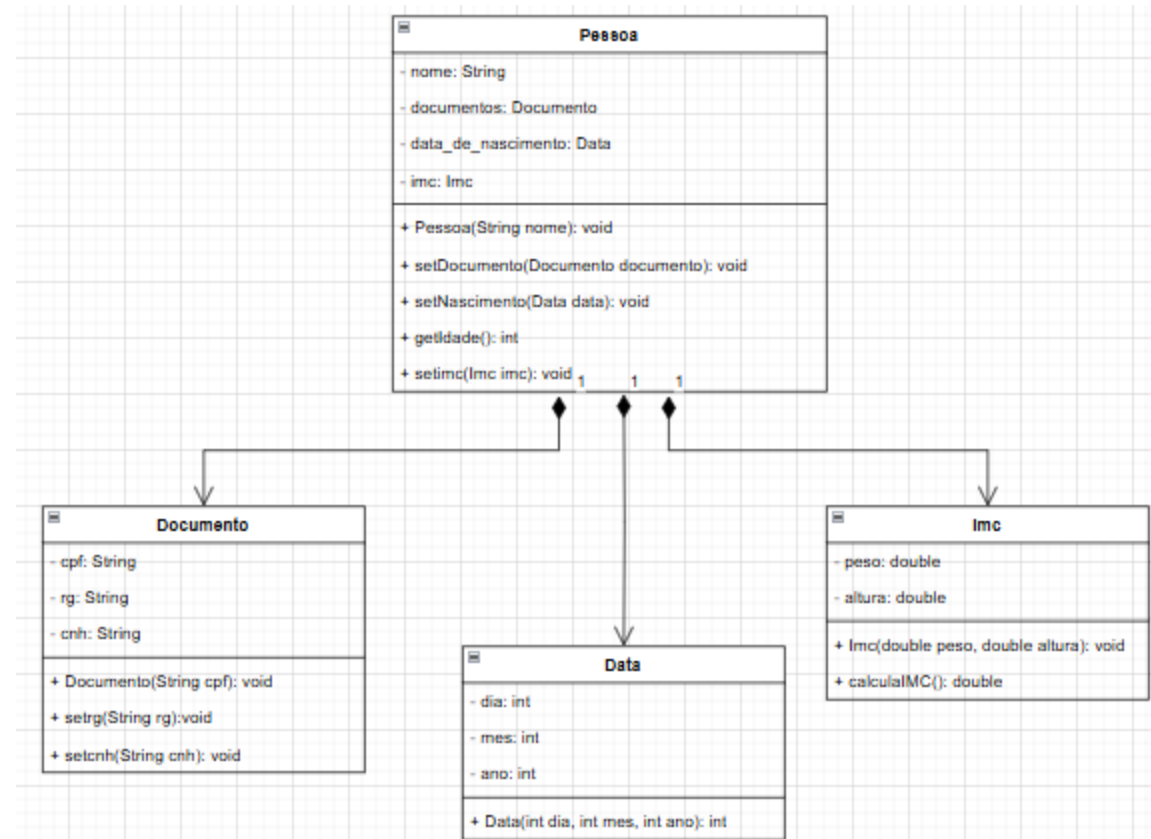 Pessoa
- nome: String
- documentos: Documento
- data_de_nascimento: Data
- imc: Imc
+ Pessoa(String nome): void
+ setDocumento(Documento documento): void
+ setNascimento(Data data): void
+ getIdade(): int
+ setimc(Imc imc): void
1 1 1
Documento
- cpf: String
- rg: String
- cnh: String
+ Documento(String cpf): void
+ setrg(String rg):void
+ setcnh(String cnh): void
Data
- dia: int
- mes: int
- ano: int
+ Data(int dia, int mes, int ano): int
Imc
- peso: double
- altura: double
+ Imc(double peso, double altura): void
+ calculaIMC(): double